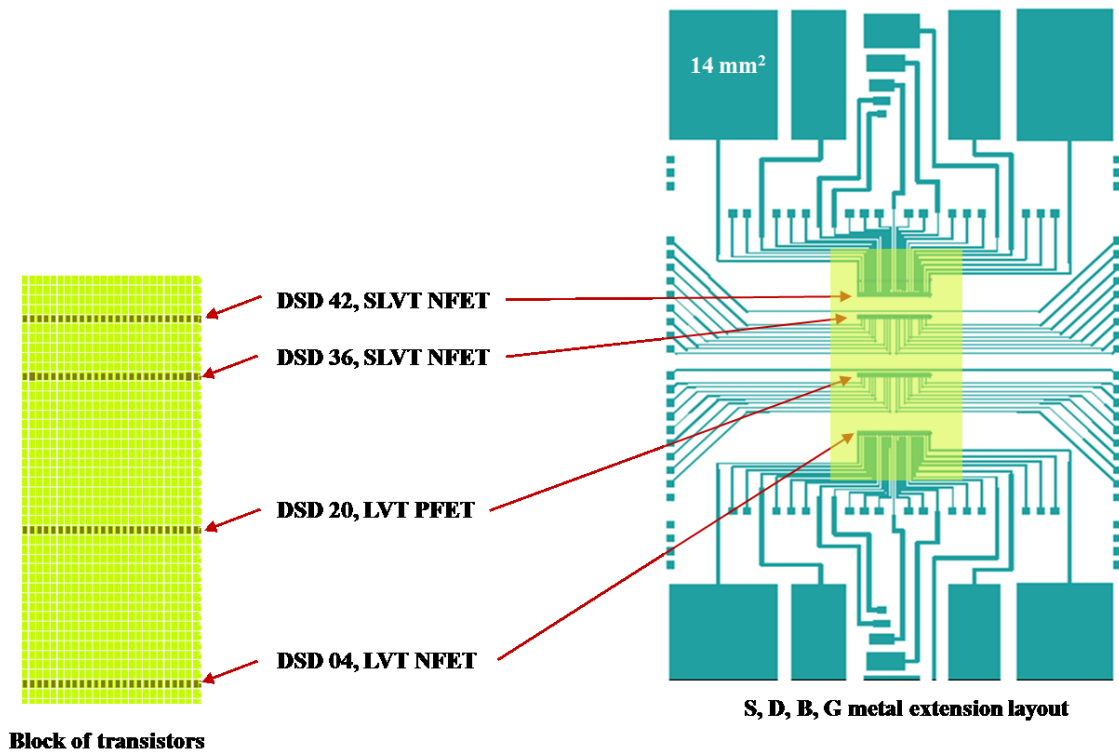 14 mm²
DSD 42, SLVT NFET
DSD 36, SLVT NFET
DSD 20, LVT PFET
DSD 04, LVT NFET
S, D, B, G metal extension layout
Block of transistors